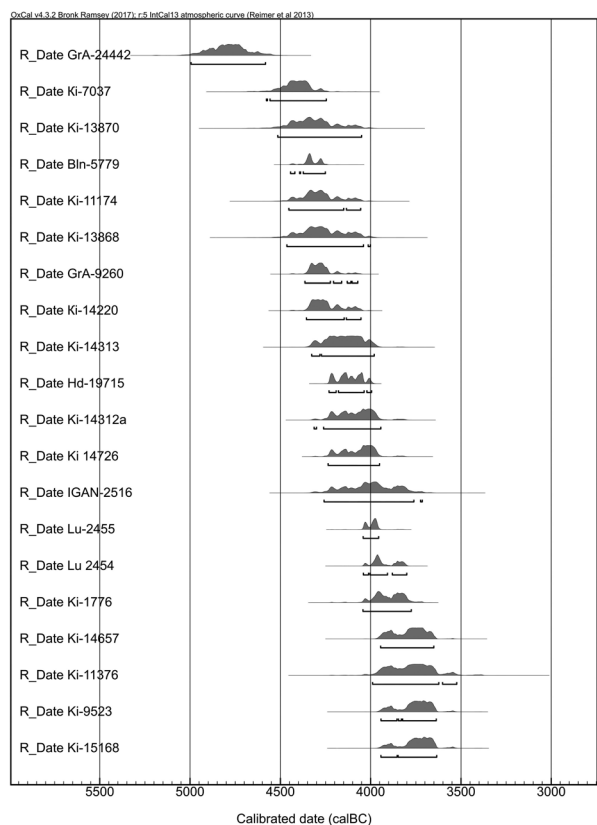 OxCal v4.3.2 Bronk Ramsey (2017); r:5 IntCal13 atmospheric curve (Reimer et al 2013)
R_Date GrA-24442
R_Date Ki-7037
R_Date Ki-13870
R_Date Bln-5779
R_Date Ki-11174
R_Date Ki-13868
R_Date GrA-9260
R_Date Ki-14220
R_Date Ki-14313
R_Date Hd-19715
R_Date Ki-14312a
R_Date Ki 14726
R_Date IGAN-2516
R_Date Lu-2455
R_Date Lu 2454
R_Date Ki-1776
R_Date Ki-14657
R_Date Ki-11376
R_Date Ki-9523
R_Date Ki-15168
5500 5000 4500 4000 3500 3000
Calibrated date (calBC)